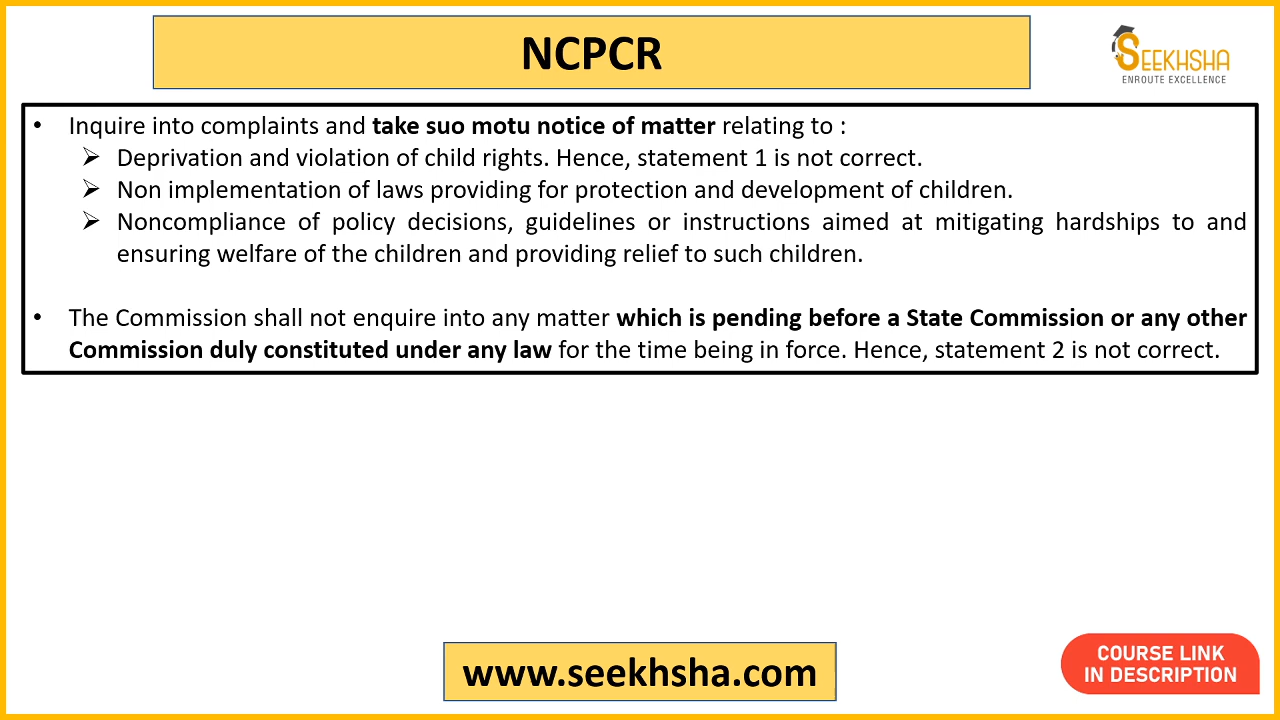 NCPCR
SEEKHSHA
ENROUTE EXCELLENCE
• Inquire into complaints and take suo motu notice of matter relating to :
➢ Deprivation and violation of child rights. Hence, statement 1 is not correct.
➢ Non implementation of laws providing for protection and development of children.
➢ Noncompliance of policy decisions, guidelines or instructions aimed at mitigating hardships to and
ensuring welfare of the children and providing relief to such children.
• The Commission shall not enquire into any matter which is pending before a State Commission or any other
Commission duly constituted under any law for the time being in force. Hence, statement 2 is not correct.
www.seekhsha.com
COURSE LINK
IN DESCRIPTION